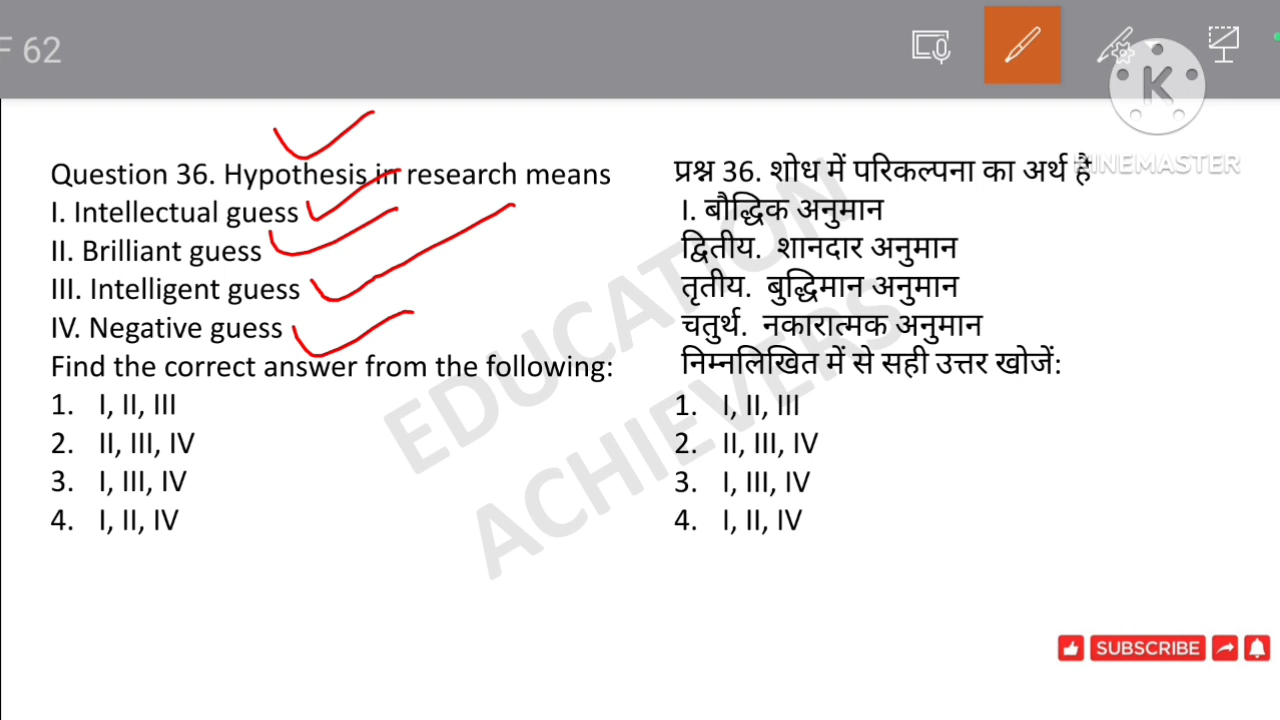 F 62
KINEMASTER
Question 36. Hypothesis in research means
I. Intellectual guess
II. Brilliant guess
III. Intelligent guess
IV. Negative guess
Find the correct answer from the following:
1. I, II, III
2. II, III, IV
3. I, III, IV
4. I, II, IV
प्रश्न 36. शोध में परिकल्पना का अर्थ है
I. बौद्धिक अनुमान
द्वितीय. शानदार अनुमान
तृतीय. बुद्धिमान अनुमान
चतुर्थ. नकारात्मक अनुमान
निम्नलिखित में से सही उत्तर खोजें:
1. I, II, III
2. II, III, IV
3. I, III, IV
4. I, II, IV
EDUCATION
ACHIEVERS
SUBSCRIBE